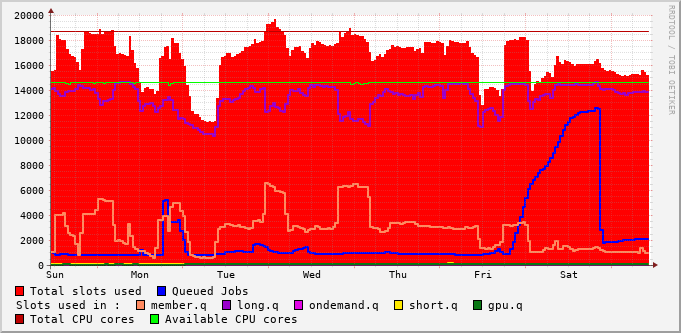 20000
18000
16000
14000
12000
10000
8000
6000
4000
2000
0
Sun Mon Tue Wed Thu Fri Sat
Total slots used Queued Jobs
Slots used in : member.q long.q ondemand.q short.q gpu.q
Total CPU cores Available CPU cores
RRDTOOL / TOBI OETIKER